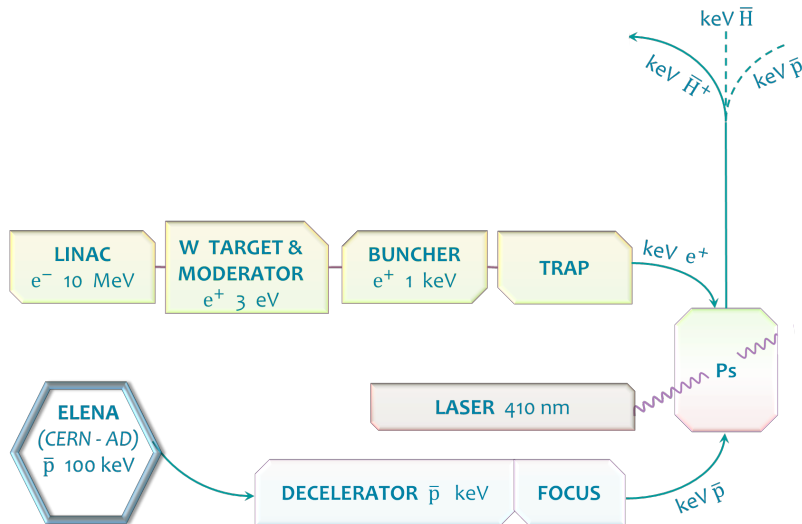 keV H̅
keV H̅⁺
keV p̅
LINAC
e⁻ 10 MeV
W TARGET &
MODERATOR
e⁺ 3 eV
BUNCHER
e⁺ 1 keV
TRAP
keV e⁺
Ps
LASER 410 nm
ELENA
(CERN - AD)
p̅ 100 keV
DECELERATOR p̅ keV
FOCUS
keV p̅